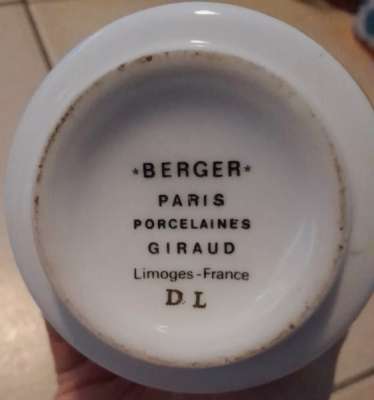 *BERGER*
PARIS
PORCELAINES
GIRAUD
Limoges-France
D L